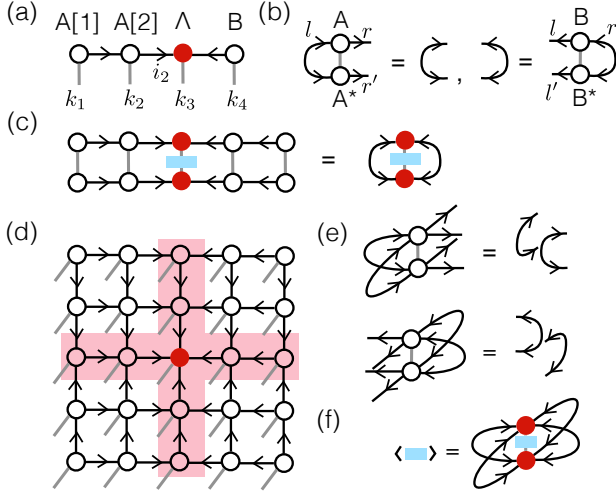 (a)
A[1] A[2] Λ B
i₂
k₁ k₂ k₃ k₄
(b)
A B
l r = , = l r
r′ l′
A* B*
(c)
=
(d)
(e)
=
=
(f)
⟨ ⟩ =